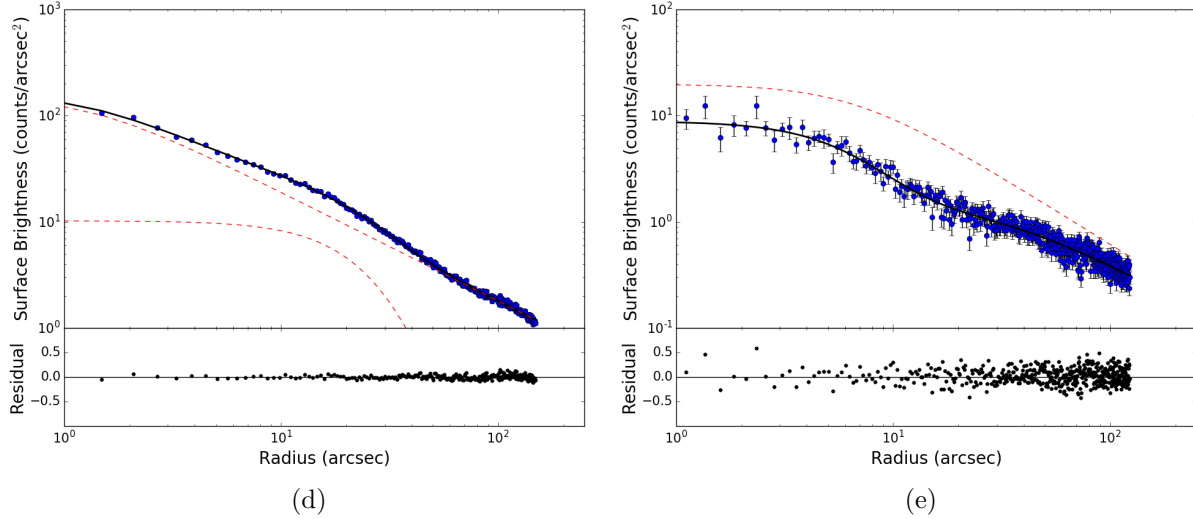 10³
10²
10¹
10⁰
Surface Brightness (counts/arcsec²)
0.5
0.0
−0.5
Residual
10⁰ 10¹ 10²
Radius (arcsec)
(d)
10²
10¹
10⁰
10⁻¹
Surface Brightness (counts/arcsec²)
0.5
0.0
−0.5
Residual
10⁰ 10¹ 10²
Radius (arcsec)
(e)